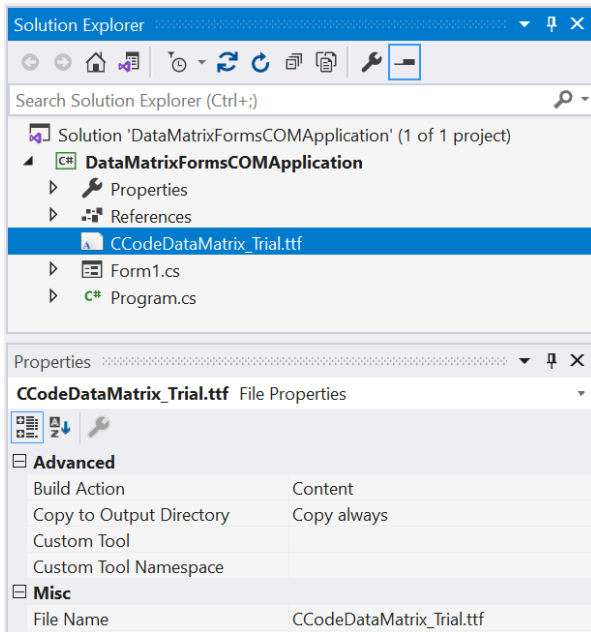 Solution Explorer
Search Solution Explorer (Ctrl+;)
Solution 'DataMatrixFormsCOMApplication' (1 of 1 project)
C# DataMatrixFormsCOMApplication
Properties
References
A CCodeDataMatrix_Trial.ttf
Form1.cs
C# Program.cs
Properties
CCodeDataMatrix_Trial.ttf File Properties
A Z
Advanced
Build Action Content
Copy to Output Directory Copy always
Custom Tool
Custom Tool Namespace
Misc
File Name CCodeDataMatrix_Trial.ttf